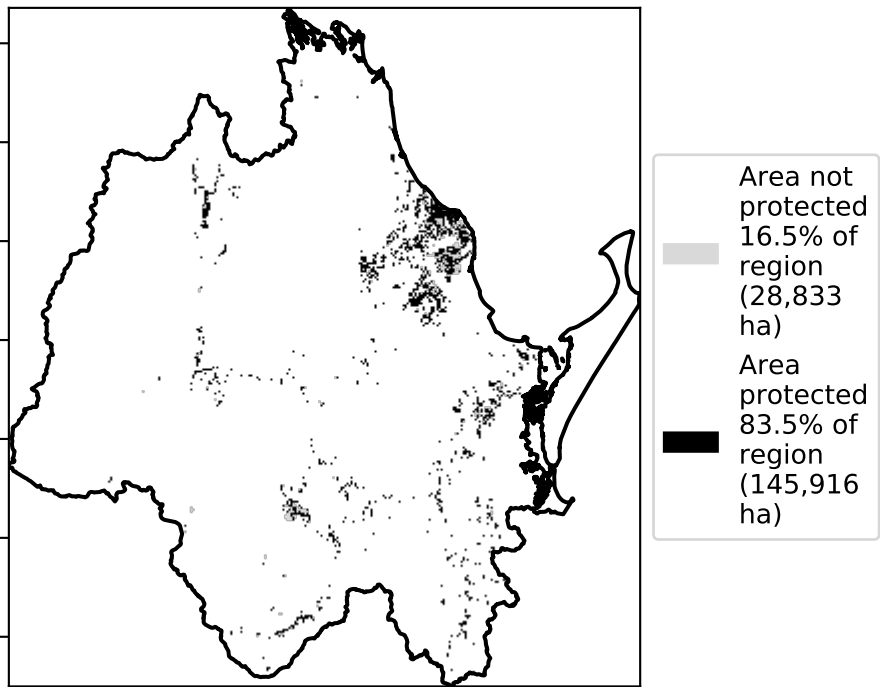 Area not
protected
16.5% of
region
(28,833
ha)
Area
protected
83.5% of
region
(145,916
ha)